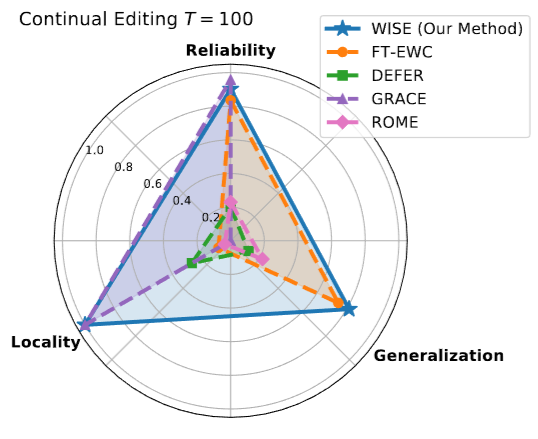 Continual Editing T = 100
WISE (Our Method)
FT-EWC
DEFER
GRACE
ROME
Reliability
1.0
0.8
0.6
0.4
0.2
Locality
Generalization